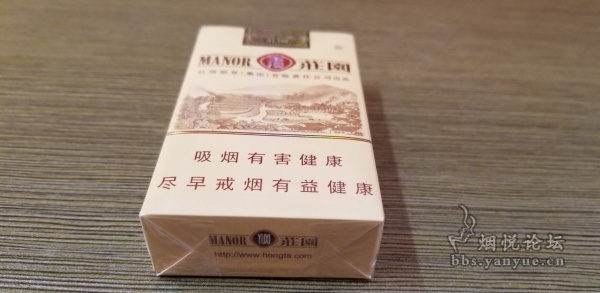 MANOR 莊園
吸烟有害健康
尽早戒烟有益健康
MANOR 莊園
http://www.hongta.com
烟悦论坛
bbs.yanyue.cn